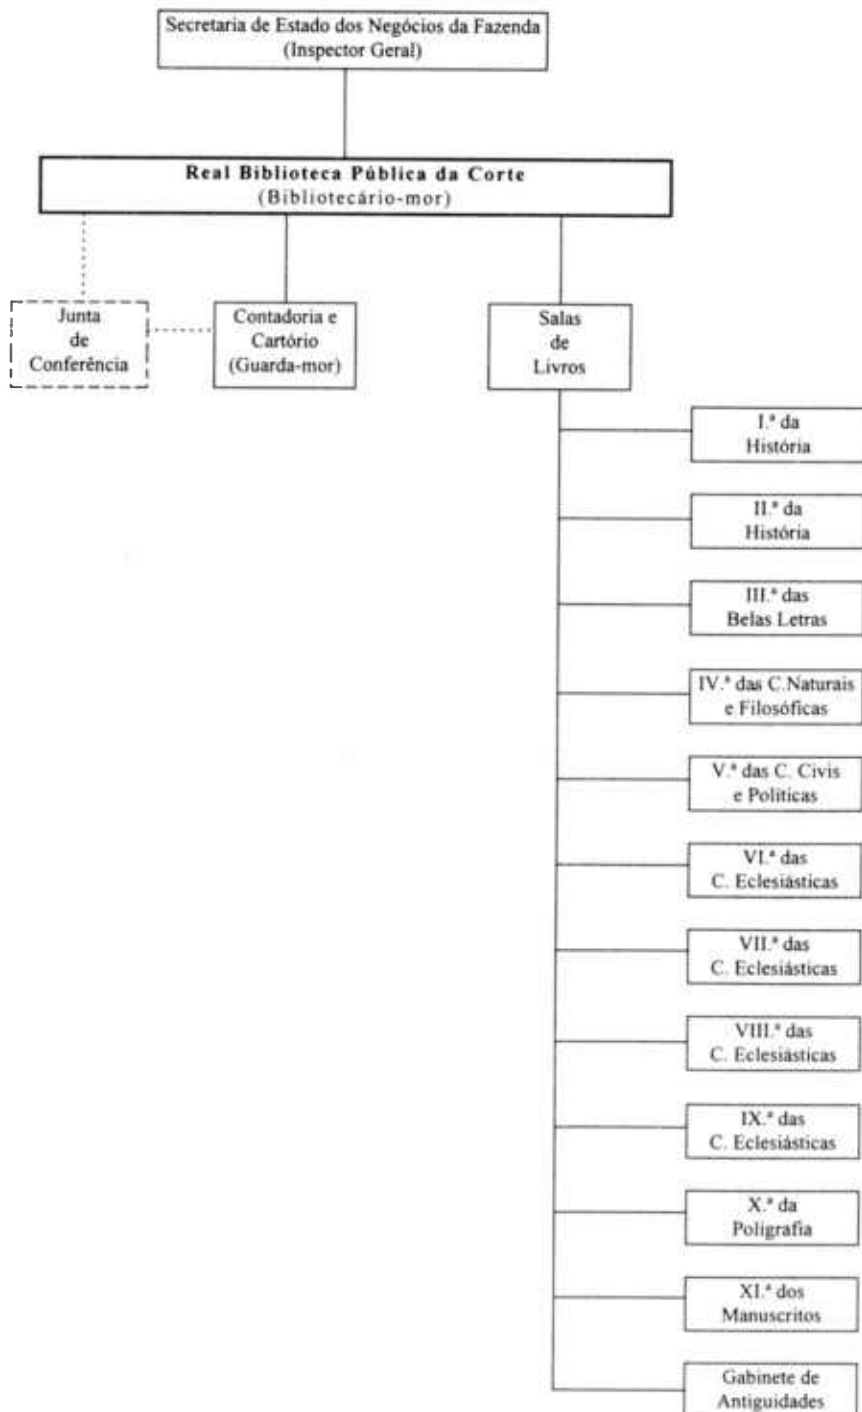 Secretaria de Estado dos Negócios da Fazenda
(Inspector Geral)
Real Biblioteca Pública da Corte
(Bibliotecário-mor)
Junta
de
Conferência
Contadoria e
Cartório
(Guarda-mor)
Salas
de
Livros
I.ª da
História
II.ª da
História
III.ª das
Belas Letras
IV.ª das C.Naturais
e Filosóficas
V.ª das C. Civis
e Políticas
VI.ª das
C. Eclesiásticas
VII.ª das
C. Eclesiásticas
VIII.ª das
C. Eclesiásticas
IX.ª das
C. Eclesiásticas
X.ª da
Poligrafia
XI.ª dos
Manuscritos
Gabinete de
Antiguidades